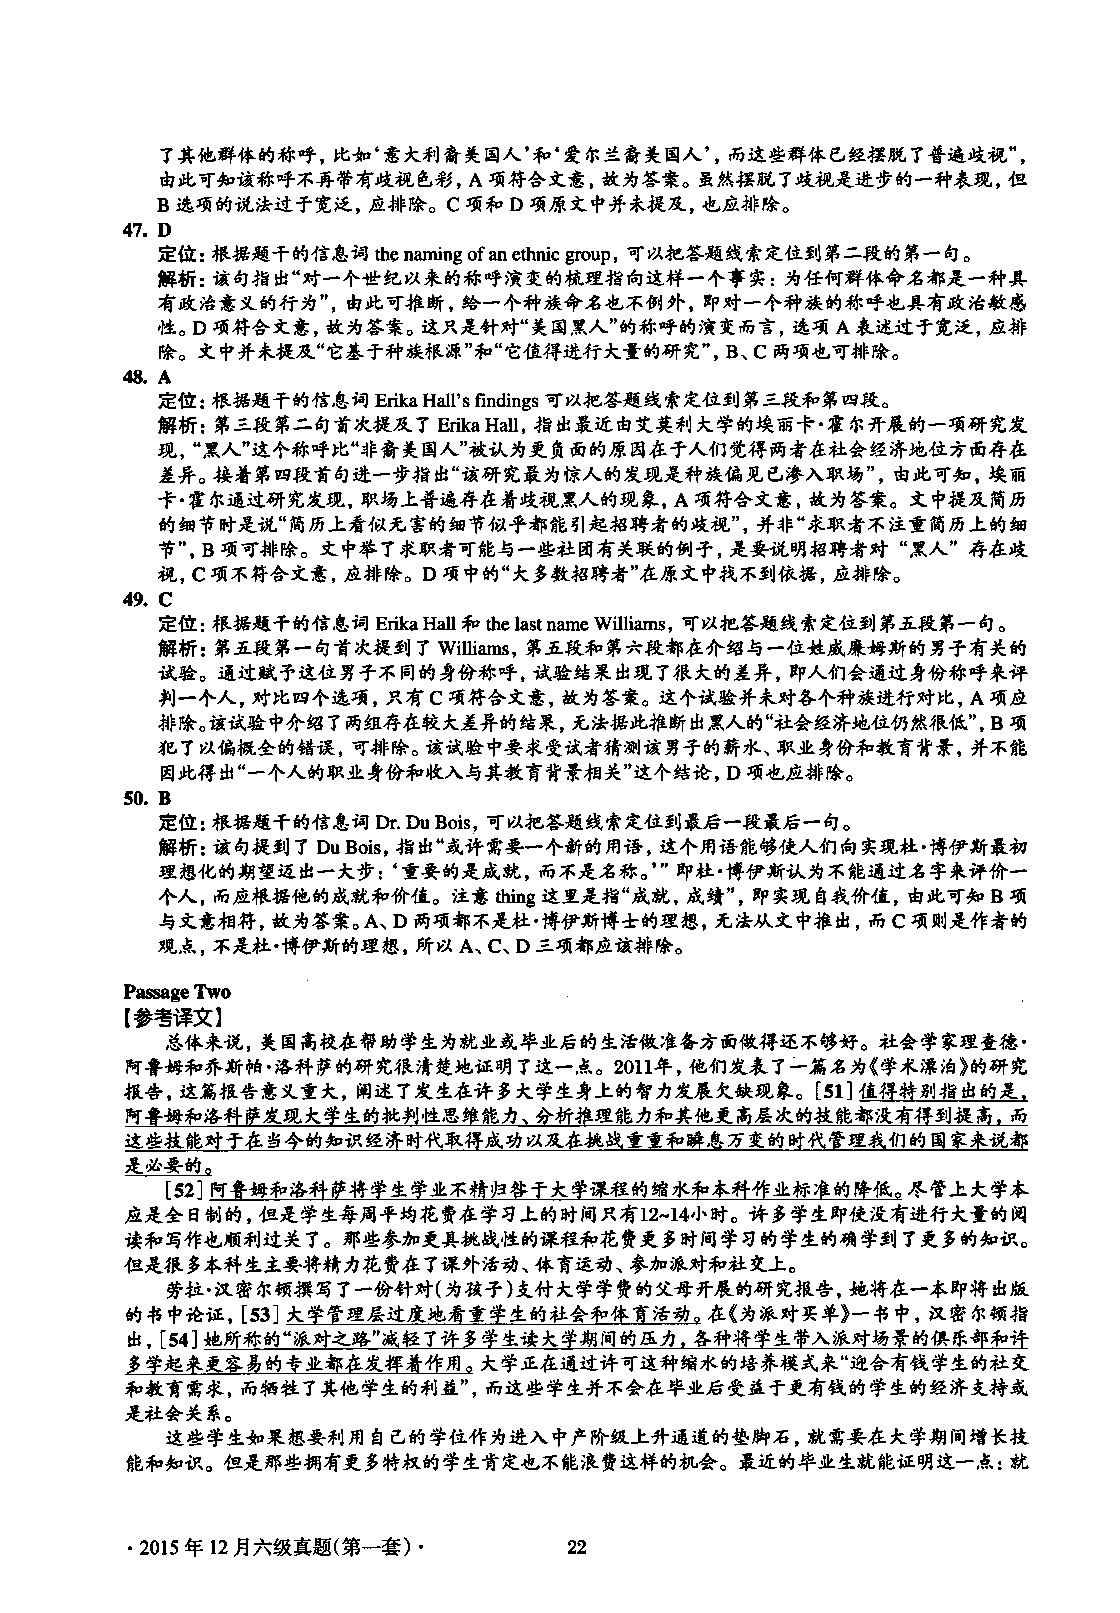 了其他群体的称呼，比如‘意大利裔美国人’和‘爱尔兰裔美国人’，而这些群体已经摆脱了普遍歧视”，
由此可知该称呼不再带有歧视色彩，A 项符合文意，故为答案。虽然摆脱了歧视是进步的一种表现，但
B 选项的说法过于宽泛，应排除。C 项和 D 项原文中并未提及，也应排除。
47. D
定位：根据题干的信息词 the naming of an ethnic group，可以把答题线索定位到第二段的第一句。
解析：该句指出“对一个世纪以来的称呼演变的梳理指向这样一个事实：为任何群体命名都是一种具
有政治意义的行为”，由此可推断，给一个种族命名也不例外，即对一个种族的称呼也具有政治敏感
性。D 项符合文意，故为答案。这只是针对“美国黑人”的称呼的演变而言，选项 A 表述过于宽泛，应排
除。文中并未提及“它基于种族根源”和“它值得进行大量的研究”，B、C 两项也可排除。
48. A
定位：根据题干的信息词 Erika Hall's findings 可以把答题线索定位到第三段和第四段。
解析：第三段第二句首次提及了 Erika Hall，指出最近由艾莫利大学的埃丽卡·霍尔开展的一项研究发
现，“黑人”这个称呼比“非裔美国人”被认为更负面的原因在于人们觉得两者在社会经济地位方面存在
差异。接着第四段首句进一步指出“该研究最为惊人的发现是种族偏见已渗入职场”，由此可知，埃丽
卡·霍尔通过研究发现，职场上普遍存在着歧视黑人的现象，A 项符合文意，故为答案。文中提及简历
的细节时是说“简历上看似无害的细节似乎都能引起招聘者的歧视”，并非“求职者不注重简历上的细
节”，B 项可排除。文中举了求职者可能与一些社团有关联的例子，是要说明招聘者对“黑人”存在歧
视，C 项不符合文意，应排除。D 项中的“大多数招聘者”在原文中找不到依据，应排除。
49. C
定位：根据题干的信息词 Erika Hall 和 the last name Williams，可以把答题线索定位到第五段第一句。
解析：第五段第一句首次提到了 Williams，第五段和第六段都在介绍与一位姓威廉姆斯的男子有关的
试验。通过赋予这位男子不同的身份称呼，试验结果出现了很大的差异，即人们会通过身份称呼来评
判一个人，对比四个选项，只有 C 项符合文意，故为答案。这个试验并未对各个种族进行对比，A 项应
排除。该试验中介绍了两组存在较大差异的结果，无法据此推断出黑人的“社会经济地位仍然很低”，B 项
犯了以偏概全的错误，可排除。该试验中要求受试者猜测该男子的薪水、职业身份和教育背景，并不能
因此得出“一个人的职业身份和收入与其教育背景相关”这个结论，D 项也应排除。
50. B
定位：根据题干的信息词 Dr. Du Bois，可以把答题线索定位到最后一段最后一句。
解析：该句提到了 Du Bois，指出“或许需要一个新的用语，这个用语能够使人们向实现杜·博伊斯最初
理想化的期望迈出一大步：‘重要的是成就，而不是名称。’”即杜·博伊斯认为不能通过名字来评价一
个人，而应根据他的成就和价值。注意 thing 这里是指“成就，成绩”，即实现自我价值，由此可知 B 项
与文意相符，故为答案。A、D 两项都不是杜·博伊斯博士的理想，无法从文中推出，而 C 项则是作者的
观点，不是杜·博伊斯的理想，所以 A、C、D 三项都应该排除。
Passage Two
【参考译文】
总体来说，美国高校在帮助学生为就业或毕业后的生活做准备方面做得还不够好。社会学家理查德·
阿鲁姆和乔斯帕·洛科萨的研究很清楚地证明了这一点。2011年，他们发表了一篇名为《学术漂泊》的研究
报告，这篇报告意义重大，阐述了发生在许多大学生身上的智力发展欠缺现象。[51]值得特别指出的是，
阿鲁姆和洛科萨发现大学生的批判性思维能力、分析推理能力和其他更高层次的技能都没有得到提高，而
这些技能对于在当今的知识经济时代取得成功以及在挑战重重和瞬息万变的时代管理我们的国家来说都
是必要的。
[52]阿鲁姆和洛科萨将学生学业不精归咎于大学课程的缩水和本科作业标准的降低。尽管上大学本
应是全日制的，但是学生每周平均花费在学习上的时间只有12~14小时。许多学生即使没有进行大量的阅
读和写作也顺利过关了。那些参加更具挑战性的课程和花费更多时间学习的学生的确学到了更多的知识。
但是很多本科生主要将精力花费在了课外活动、体育运动、参加派对和社交上。
劳拉·汉密尔顿撰写了一份针对(为孩子)支付大学学费的父母开展的研究报告，她将在一本即将出版
的书中论证，[53]大学管理层过度地看重学生的社会和体育活动。在《为派对买单》一书中，汉密尔顿指
出，[54]她所称的“派对之路”减轻了许多学生读大学期间的压力，各种将学生带入派对场景的俱乐部和许
多学起来更容易的专业都在发挥着作用。大学正在通过许可这种缩水的培养模式来“迎合有钱学生的社交
和教育需求，而牺牲了其他学生的利益”，而这些学生并不会在毕业后受益于更有钱的学生的经济支持或
是社会关系。
这些学生如果想要利用自己的学位作为进入中产阶级上升通道的垫脚石，就需要在大学期间增长技
能和知识。但是那些拥有更多特权的学生肯定也不能浪费这样的机会。最近的毕业生就能证明这一点：就
·2015 年 12 月六级真题(第一套)·
22